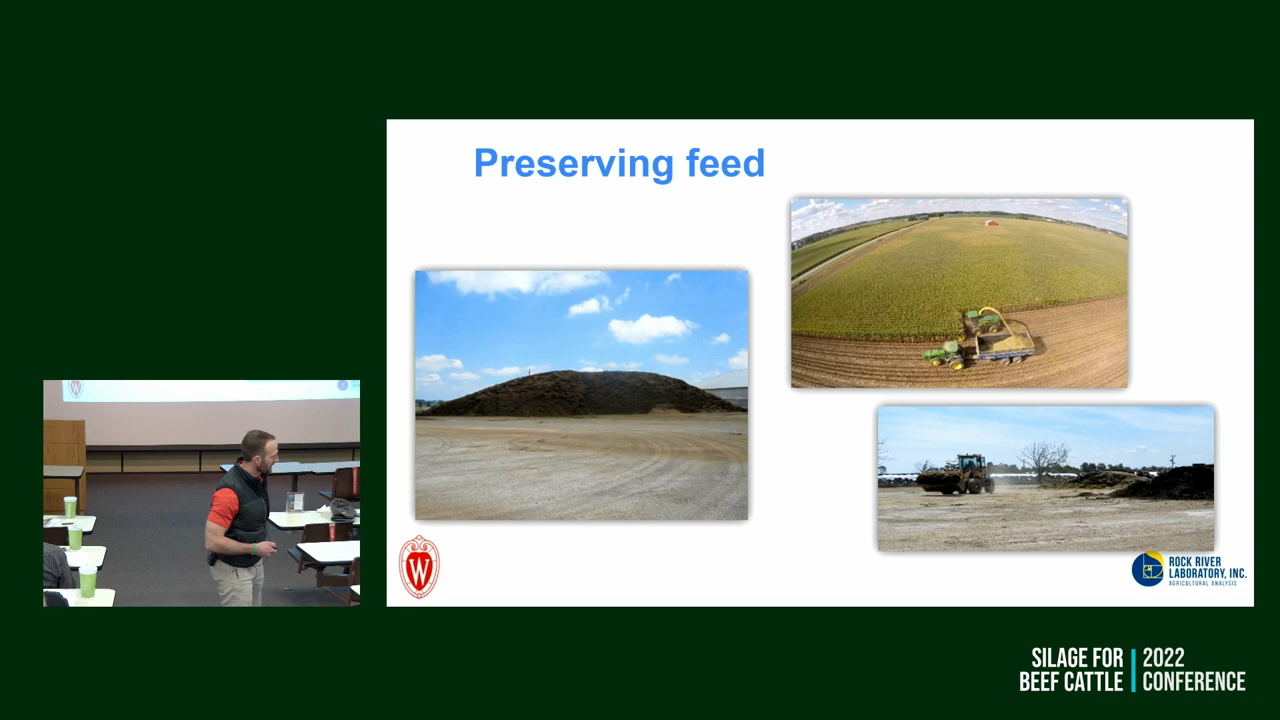 Preserving feed
W
ROCK RIVER
LABORATORY, INC.
AGRICULTURAL ANALYSIS
SILAGE FOR
BEEF CATTLE
2022
CONFERENCE